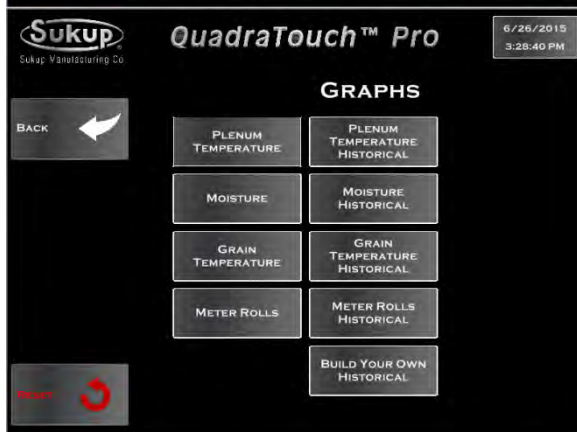 Sukup
Sukup Manufacturing Co
QuadraTouch™ Pro
6/26/2015
3:28:40 PM
GRAPHS
BACK
PLENUM
TEMPERATURE
PLENUM
TEMPERATURE
HISTORICAL
MOISTURE
MOISTURE
HISTORICAL
GRAIN
TEMPERATURE
GRAIN
TEMPERATURE
HISTORICAL
METER ROLLS
METER ROLLS
HISTORICAL
BUILD YOUR OWN
HISTORICAL
RESET